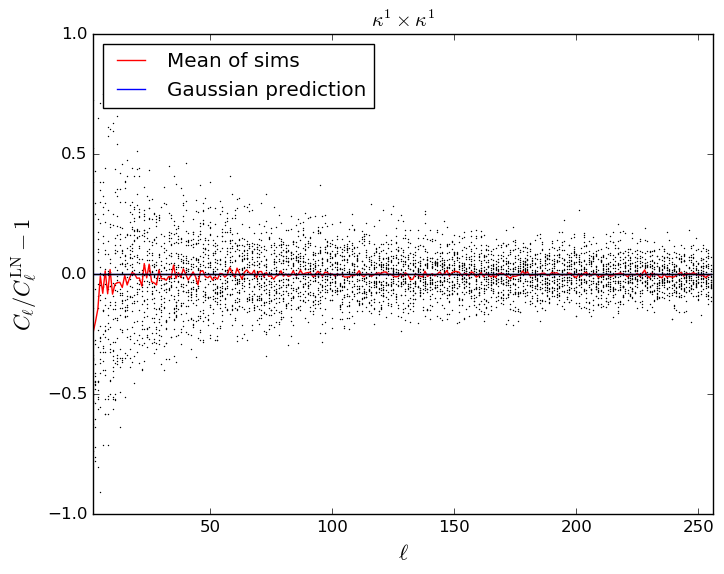 κ¹ × κ¹
Mean of sims
Gaussian prediction
1.0
0.5
0.0
−0.5
−1.0
C_ℓ/C_ℓ^LN − 1
50
100
150
200
250
ℓ